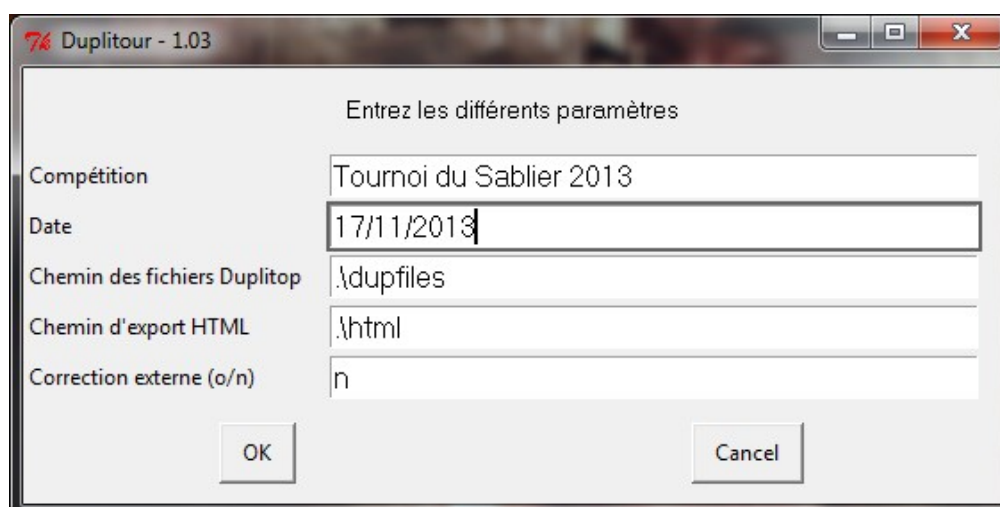 Duplitour - 1.03
Entrez les différents paramètres
Compétition Tournoi du Sablier 2013
Date 17/11/2013
Chemin des fichiers Duplitop .\dupfiles
Chemin d'export HTML .\html
Correction externe (o/n) n
OK Cancel